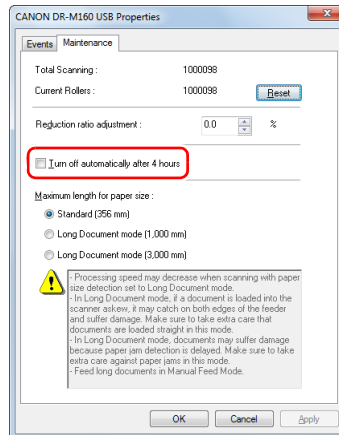 CANON DR-M160 USB Properties
Events
Maintenance
Total Scanning :
1000098
Current Rollers :
1000098
Reset
Reduction ratio adjustment :
0.0
%
Turn off automatically after 4 hours
Maximum length for paper size :
Standard (356 mm)
Long Document mode (1,000 mm)
Long Document mode (3,000 mm)
- Processing speed may decrease when scanning with paper
size detection set to Long Document mode.
- In Long Document mode, if a document is loaded into the
scanner askew, it may catch on both edges of the feeder
and suffer damage. Make sure to take extra care that
documents are loaded straight in this mode.
- In Long Document mode, documents may suffer damage
because paper jam detection is delayed. Make sure to take
extra care against paper jams in this mode.
- Feed long documents in Manual Feed Mode.
OK
Cancel
Apply